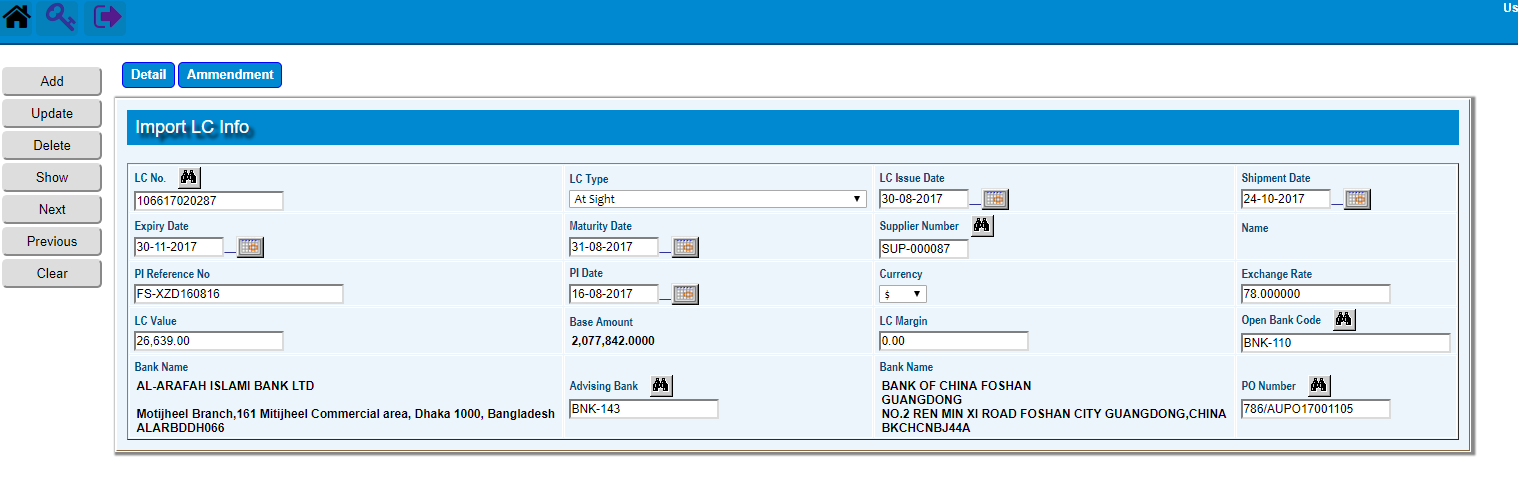 Us
Add
Update
Delete
Show
Next
Previous
Clear
Detail
Ammendment
Import LC Info
LC No.
106617020287
LC Type
At Sight
LC Issue Date
30-08-2017
Shipment Date
24-10-2017
Expiry Date
30-11-2017
Maturity Date
31-08-2017
Supplier Number
SUP-000087
Name
PI Reference No
FS-XZD160816
PI Date
16-08-2017
Currency
$
Exchange Rate
78.000000
LC Value
26,639.00
Base Amount
2,077,842.0000
LC Margin
0.00
Open Bank Code
BNK-110
Bank Name
AL-ARAFAH ISLAMI BANK LTD
Motijheel Branch,161 Mitijheel Commercial area, Dhaka 1000, Bangladesh
ALARBDDH066
Advising Bank
BNK-143
Bank Name
BANK OF CHINA FOSHAN
GUANGDONG
NO.2 REN MIN XI ROAD FOSHAN CITY GUANGDONG,CHINA
BKCHCNBJ44A
PO Number
786/AUPO17001105